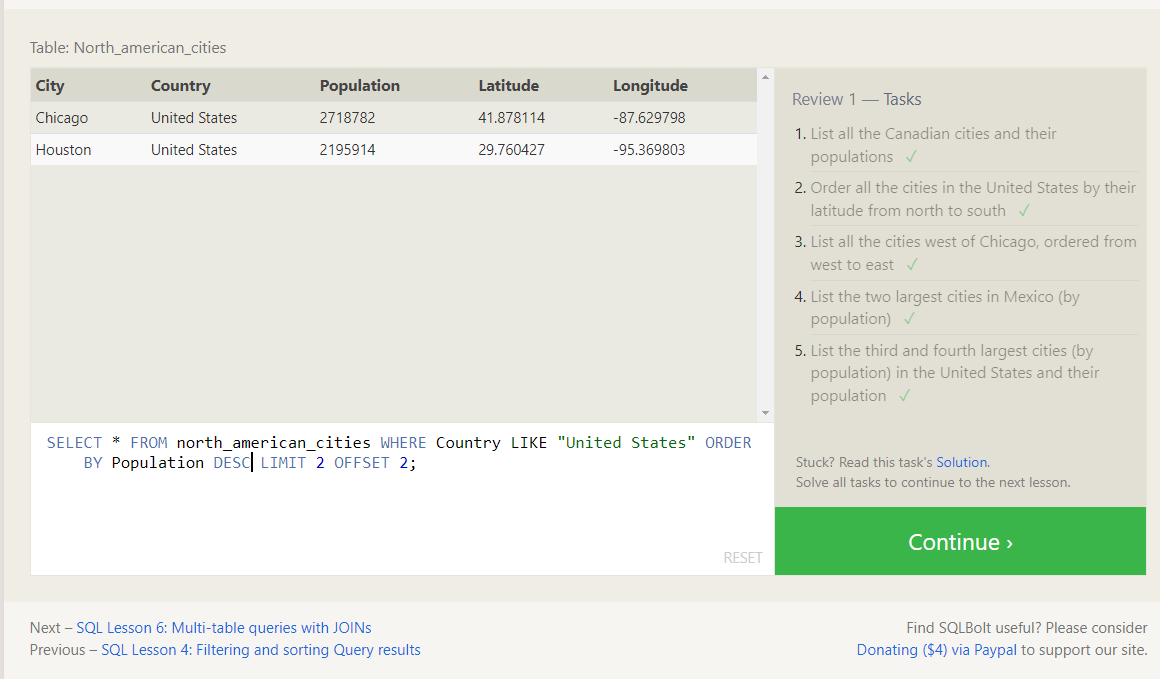 Table: North_american_cities
City Country Population Latitude Longitude
Chicago United States 2718782 41.878114 -87.629798
Houston United States 2195914 29.760427 -95.369803
SELECT * FROM north_american_cities WHERE Country LIKE "United States" ORDER
BY Population DESC LIMIT 2 OFFSET 2;
RESET
Review 1 — Tasks
1. List all the Canadian cities and their
populations ✓
2. Order all the cities in the United States by their
latitude from north to south ✓
3. List all the cities west of Chicago, ordered from
west to east ✓
4. List the two largest cities in Mexico (by
population) ✓
5. List the third and fourth largest cities (by
population) in the United States and their
population ✓
Stuck? Read this task's Solution.
Solve all tasks to continue to the next lesson.
Continue ›
Next – SQL Lesson 6: Multi-table queries with JOINs
Previous – SQL Lesson 4: Filtering and sorting Query results
Find SQLBolt useful? Please consider
Donating ($4) via Paypal to support our site.